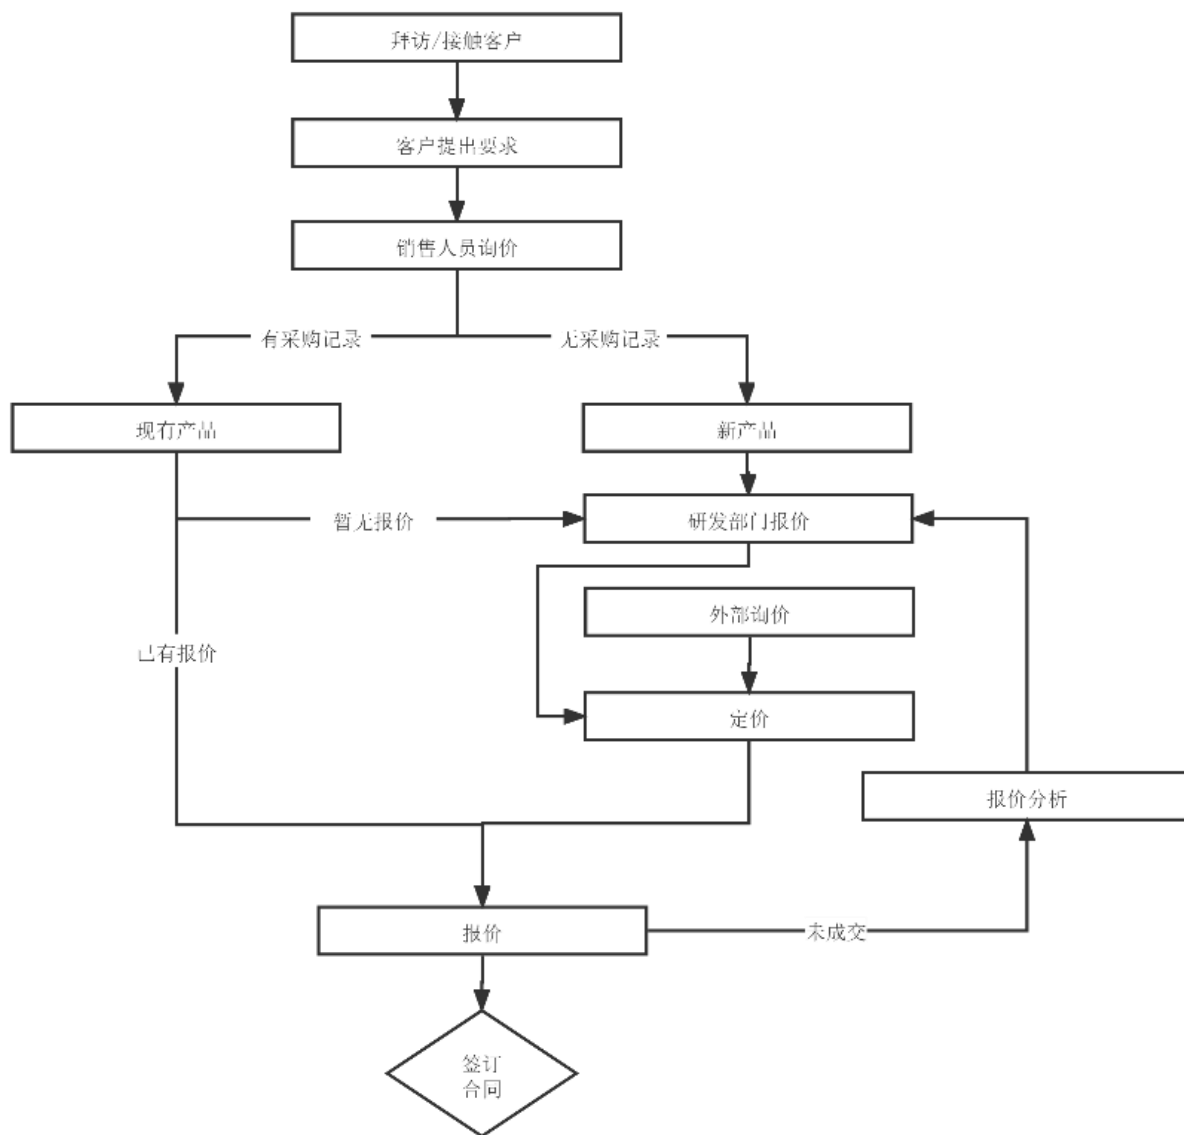 拜访/接触客户
客户提出要求
销售人员询价
有采购记录
无采购记录
现有产品
新产品
暂无报价
研发部门报价
外部询价
已有报价
定价
报价分析
报价
未成交
签订
合同